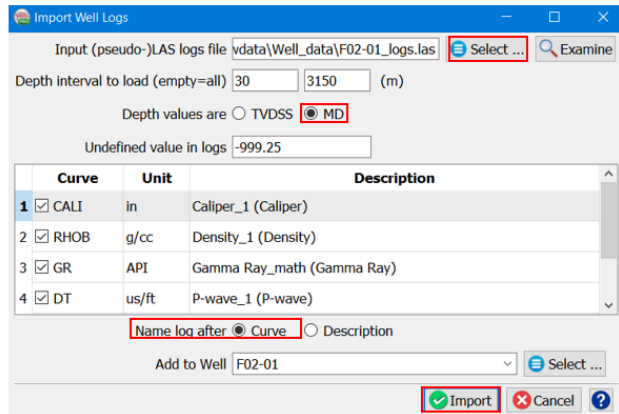 Import Well Logs
Input (pseudo-)LAS logs file vdata\Well_data\F02-01_logs.las Select ... Examine
Depth interval to load (empty=all) 30 3150 (m)
Depth values are TVDSS MD
Undefined value in logs -999.25
Curve Unit Description
1 CALI in Caliper_1 (Caliper)
2 RHOB g/cc Density_1 (Density)
3 GR API Gamma Ray_math (Gamma Ray)
4 DT us/ft P-wave_1 (P-wave)
Name log after Curve Description
Add to Well F02-01 Select ...
Import Cancel ?